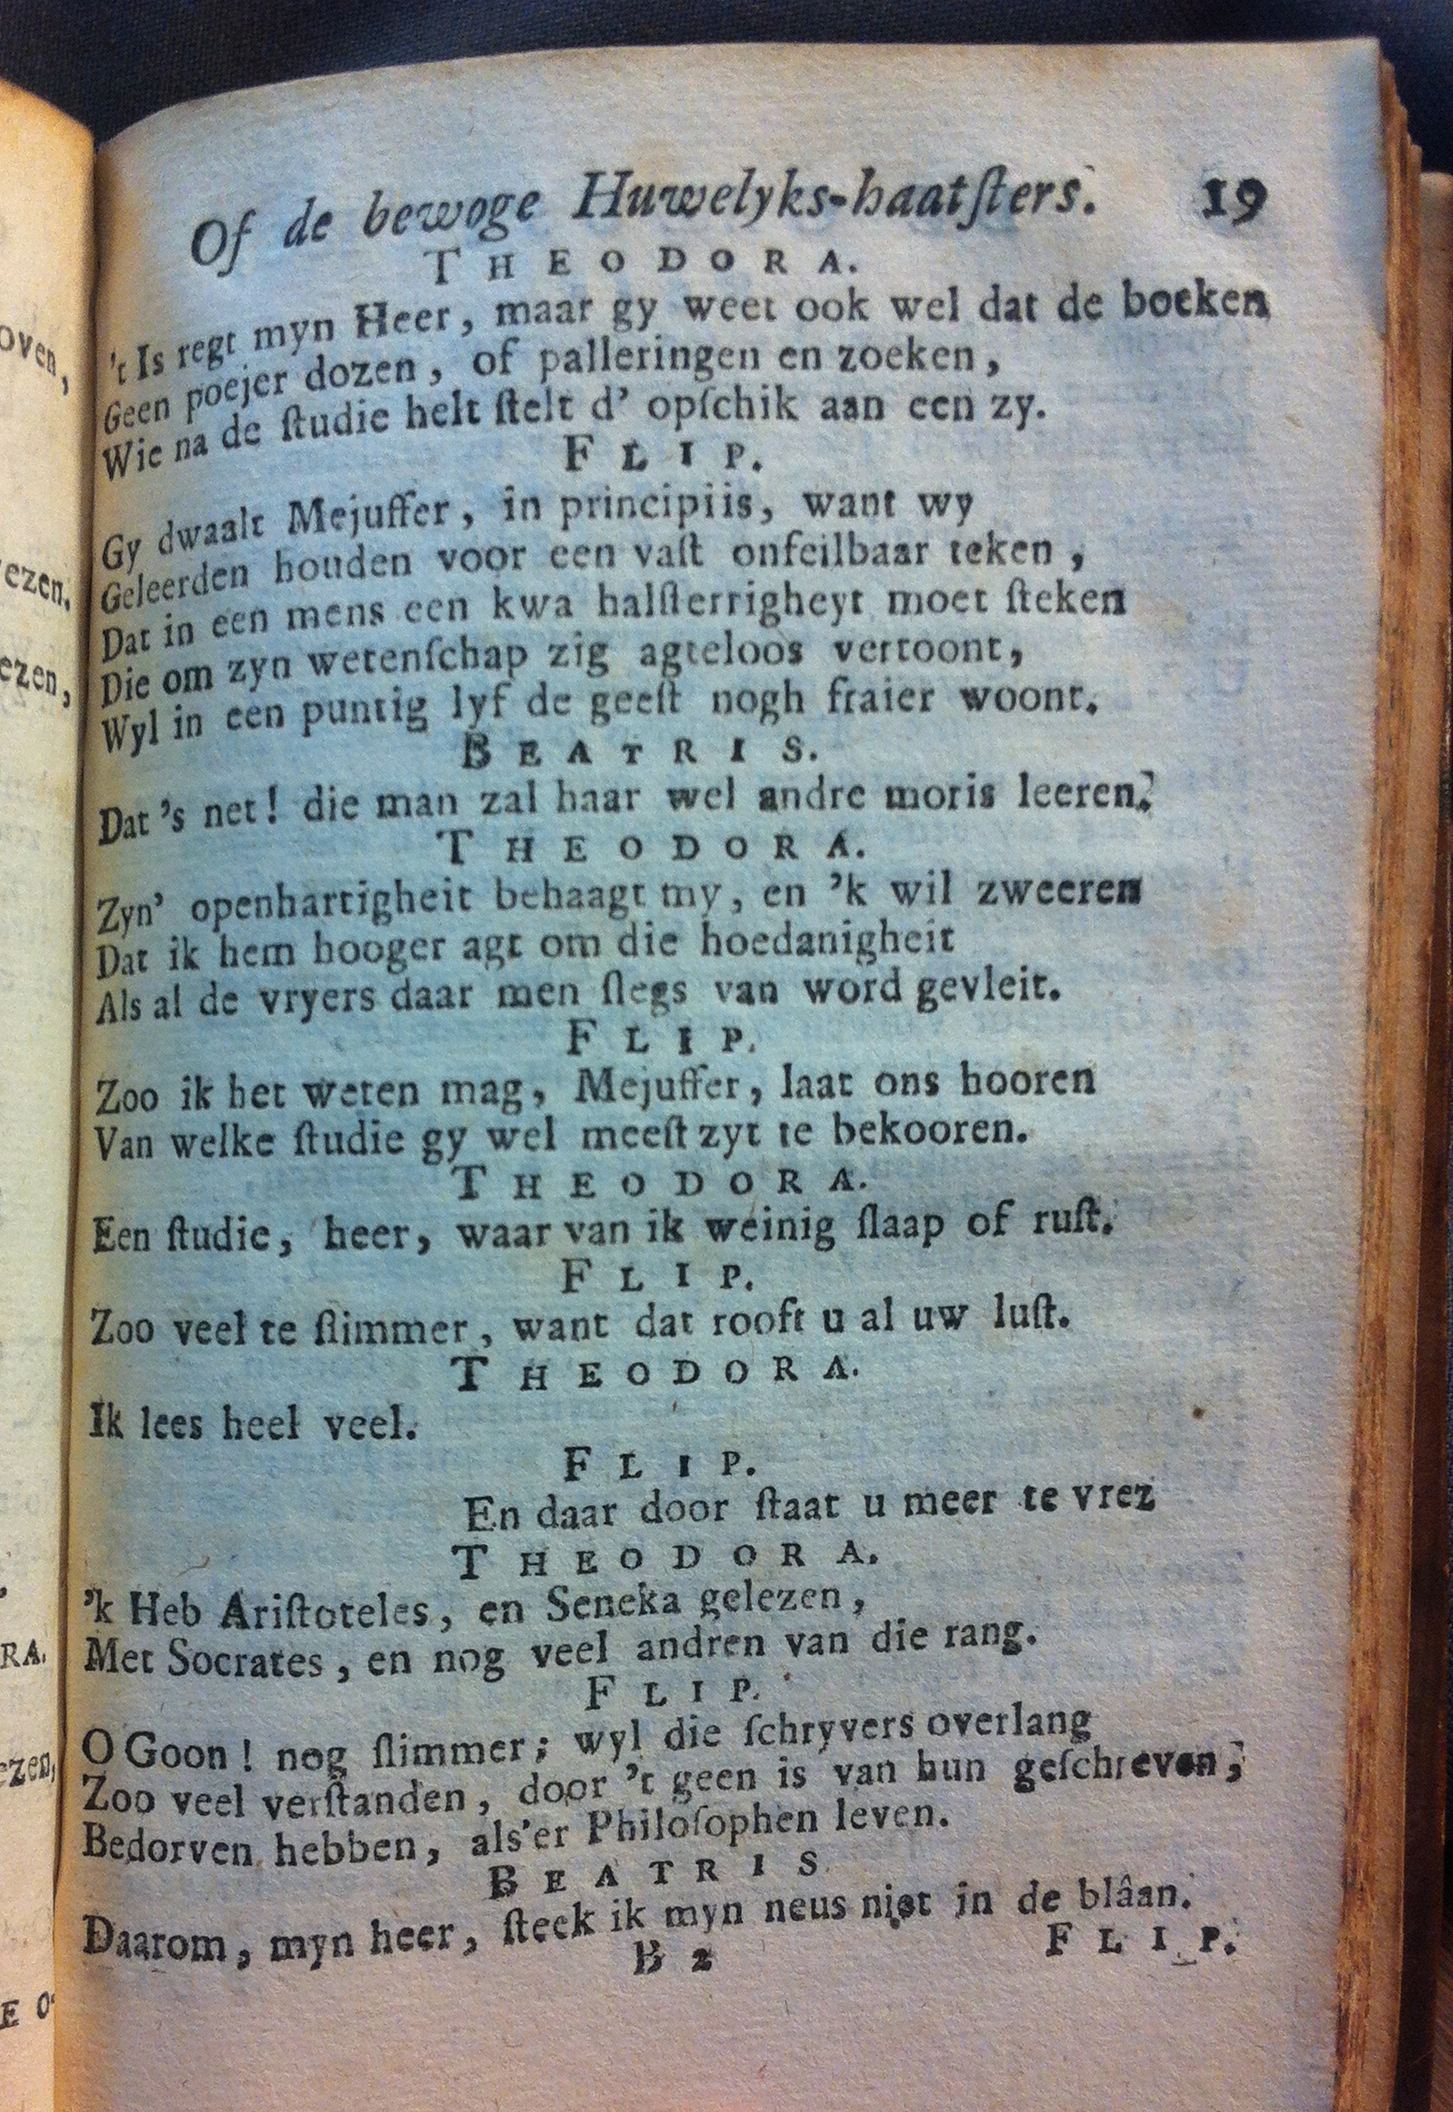 Of de bewoge Huwelyks-haatſters. 19
THEODORA.
't Is regt myn Heer, maar gy weet ook wel dat de boeken
Geen poejer dozen, of palleringen en zoeken,
Wie na de ſtudie helt ſtelt d' opſchik aan een zy.
FLIP.
Gy dwaalt Mejuffer, in principiis, want wy
Geleerden houden voor een vaſt onfeilbaar teken,
Dat in een mens een kwa halſterrigheyt moet ſteken
Die om zyn wetenſchap zig agteloos vertoont,
Wyl in een puntig lyf de geeſt nogh fraier woont.
BEATRIS.
Dat 's net! die man zal haar wel andre moris leeren.
THEODORA.
Zyn' openhartigheit behaagt my, en 'k wil zweeren
Dat ik hem hooger agt om die hoedanigheit
Als al de vryers daar men ſlegs van word gevleit.
FLIP.
Zoo ik het weten mag, Mejuffer, laat ons hooren
Van welke ſtudie gy wel meeſt zyt te bekooren.
THEODORA.
Een ſtudie, heer, waar van ik weinig ſlaap of ruſt.
FLIP.
Zoo veel te ſlimmer, want dat rooft u al uw luſt.
THEODORA.
Ik lees heel veel.
FLIP.
En daar door ſtaat u meer te vrez
THEODORA.
'k Heb Ariſtoteles, en Seneka gelezen,
Met Socrates, en nog veel andren van die rang.
FLIP.
O Goon! nog ſlimmer; wyl die ſchryvers overlang
Zoo veel verſtanden, door 't geen is van hun geſchreven,
Bedorven hebben, als'er Philoſophen leven.
BEATRIS
Daarom, myn heer, ſteek ik myn neus niet in de blâan.
B 2 FLIP.
oven,
ezen.
ezen,
RA.
ezen,
E O